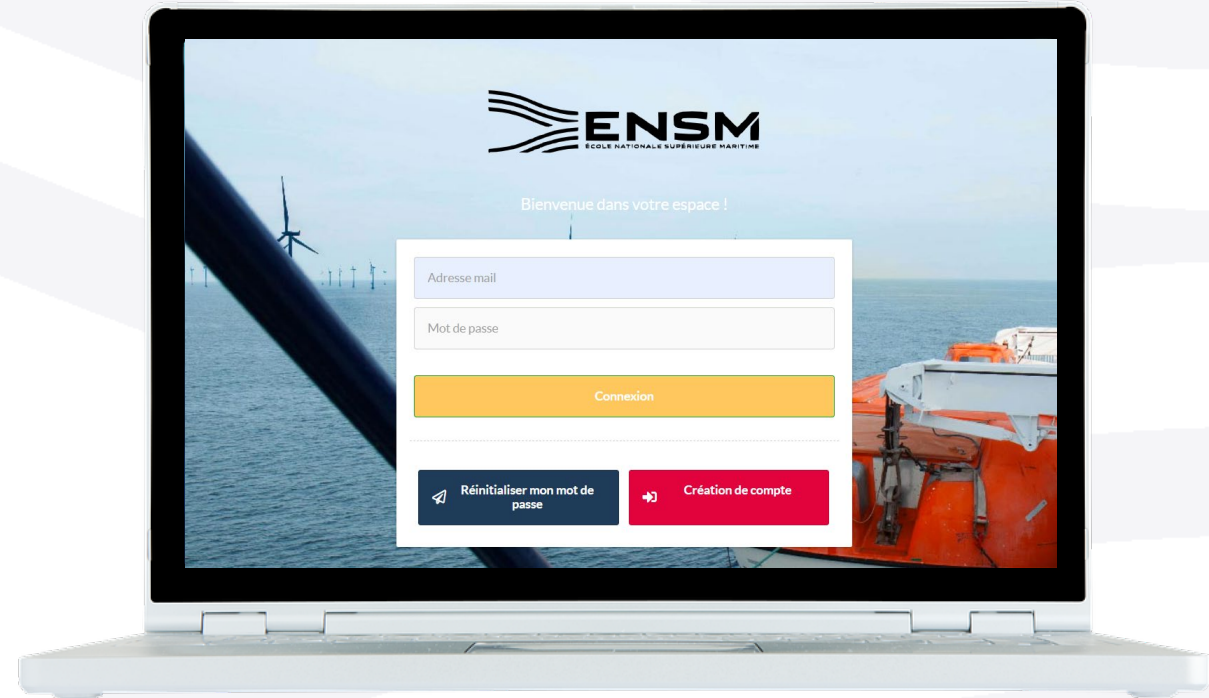 ENSM
ÉCOLE NATIONALE SUPÉRIEURE MARITIME
Bienvenue dans votre espace !
Adresse mail
Mot de passe
Connexion
Réinitialiser mon mot de
passe
Création de compte